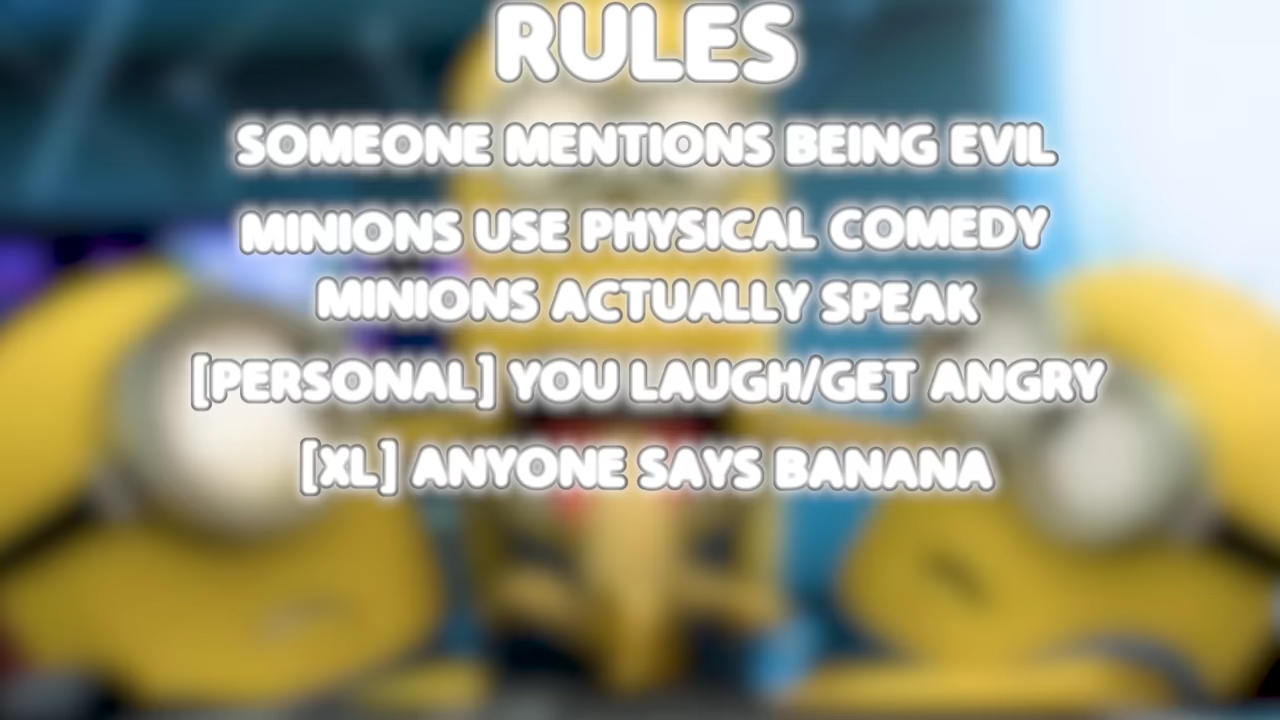 RULES
SOMEONE MENTIONS BEING EVIL
MINIONS USE PHYSICAL COMEDY
MINIONS ACTUALLY SPEAK
[PERSONAL] YOU LAUGH/GET ANGRY
[XL] ANYONE SAYS BANANA